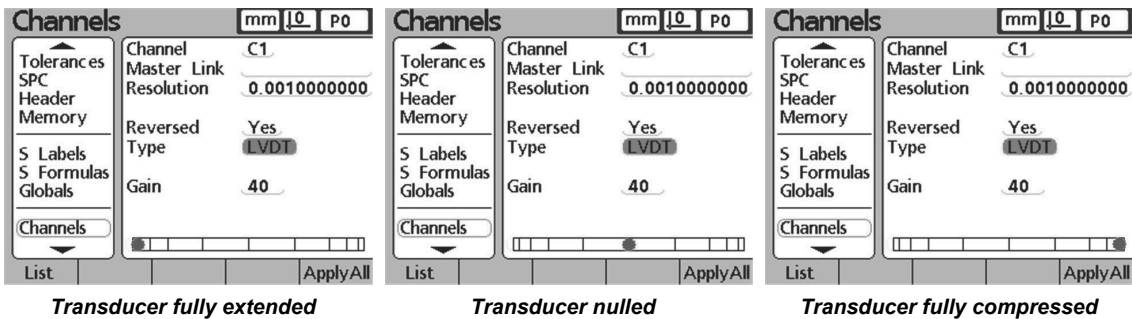 Channels mm 0 P0
Tolerances
SPC
Header
Memory
S Labels
S Formulas
Globals
Channels
Channel C1
Master Link
Resolution 0.0010000000
Reversed Yes
Type LVDT
Gain 40
List ApplyAll
Transducer fully extended
Channels mm 0 P0
Tolerances
SPC
Header
Memory
S Labels
S Formulas
Globals
Channels
Channel C1
Master Link
Resolution 0.0010000000
Reversed Yes
Type LVDT
Gain 40
List ApplyAll
Transducer nulled
Channels mm 0 P0
Tolerances
SPC
Header
Memory
S Labels
S Formulas
Globals
Channels
Channel C1
Master Link
Resolution 0.0010000000
Reversed Yes
Type LVDT
Gain 40
List ApplyAll
Transducer fully compressed